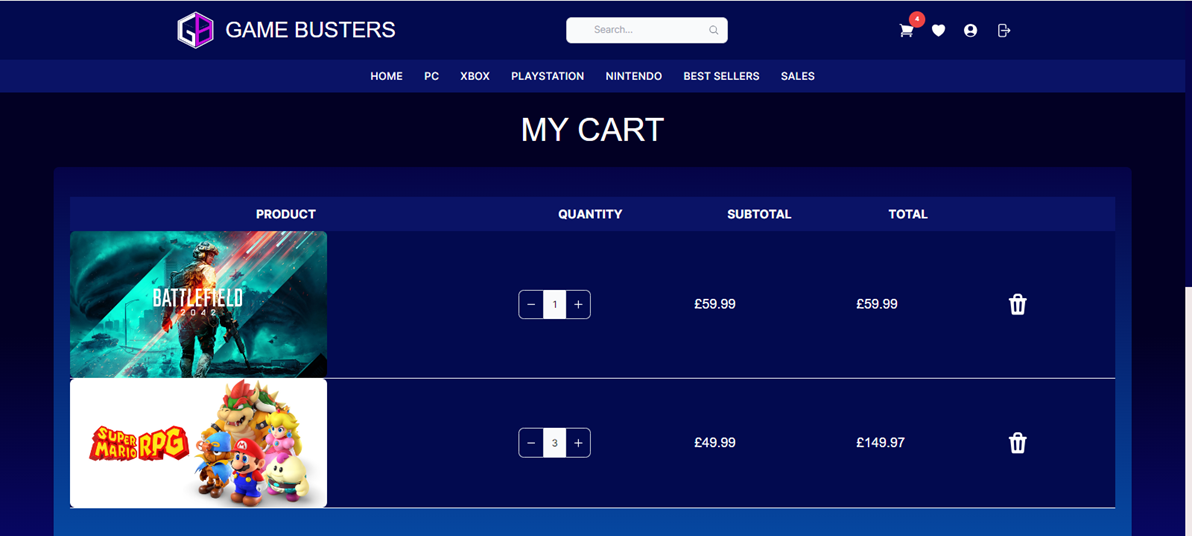 GAME BUSTERS
Search...
4
HOME PC XBOX PLAYSTATION NINTENDO BEST SELLERS SALES
MY CART
PRODUCT QUANTITY SUBTOTAL TOTAL
BATTLEFIELD
2042
− 1 + £59.99 £59.99
SUPER
MARIO RPG
− 3 + £49.99 £149.97